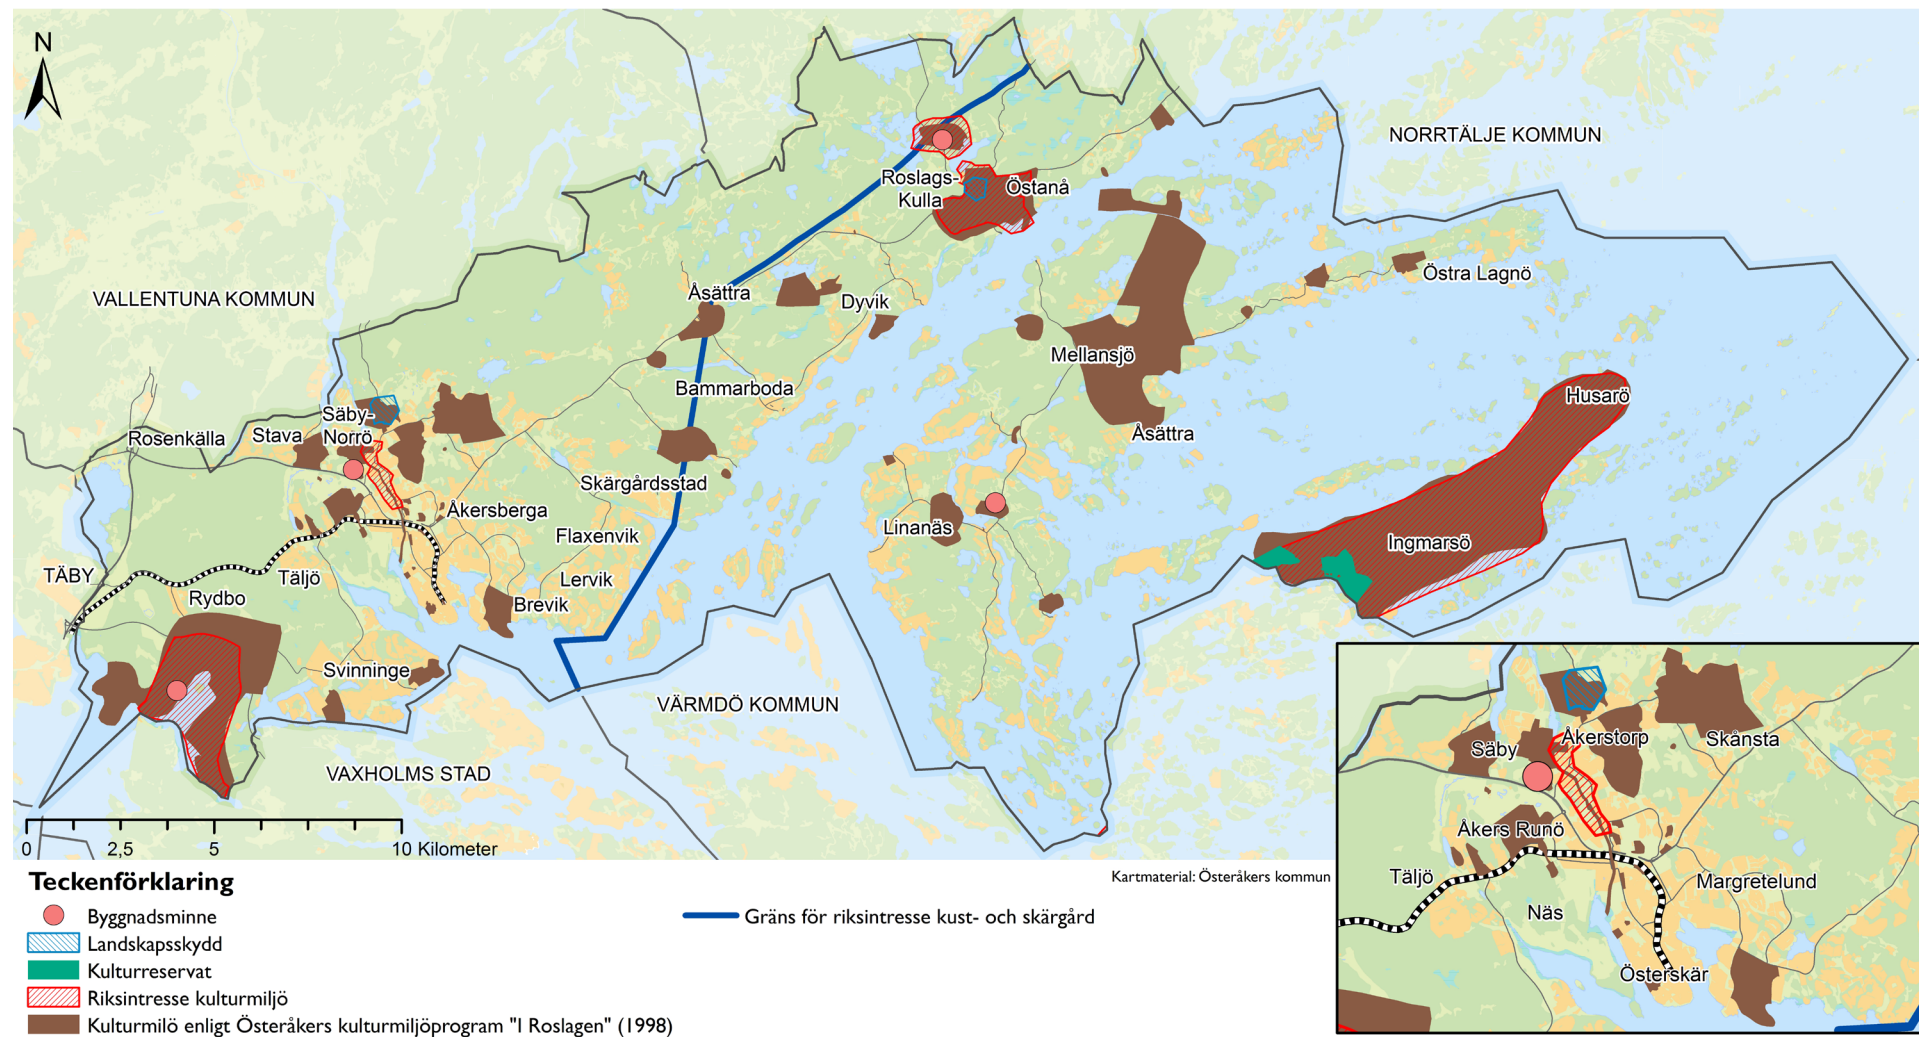 N
NORRTÄLJE KOMMUN
Roslags-
Kulla
Östanå
Östra Lagnö
VALLENTUNA KOMMUN
Åsättra
Dyvik
Mellansjö
Bammarboda
Husarö
Säby-
Norrö
Stava
Rosenkälla
Åsättra
Skärgårdsstad
Åkersberga
Linanäs
Flaxenvik
Ingmarsö
TÄBY
Täljö
Lervik
Rydbo
Brevik
Svinninge
VÄRMDÖ KOMMUN
VAXHOLMS STAD
Säby
Åkerstorp
Skånsta
Åkers Runö
Täljö
Margretelund
Näs
Österskär
0 2,5 5 10 Kilometer
Kartmaterial: Österåkers kommun
Teckenförklaring
Byggnadsminne
Landskapsskydd
Kulturreservat
Riksintresse kulturmiljö
Kulturmilö enligt Österåkers kulturmiljöprogram "I Roslagen" (1998)
Gräns för riksintresse kust- och skärgård